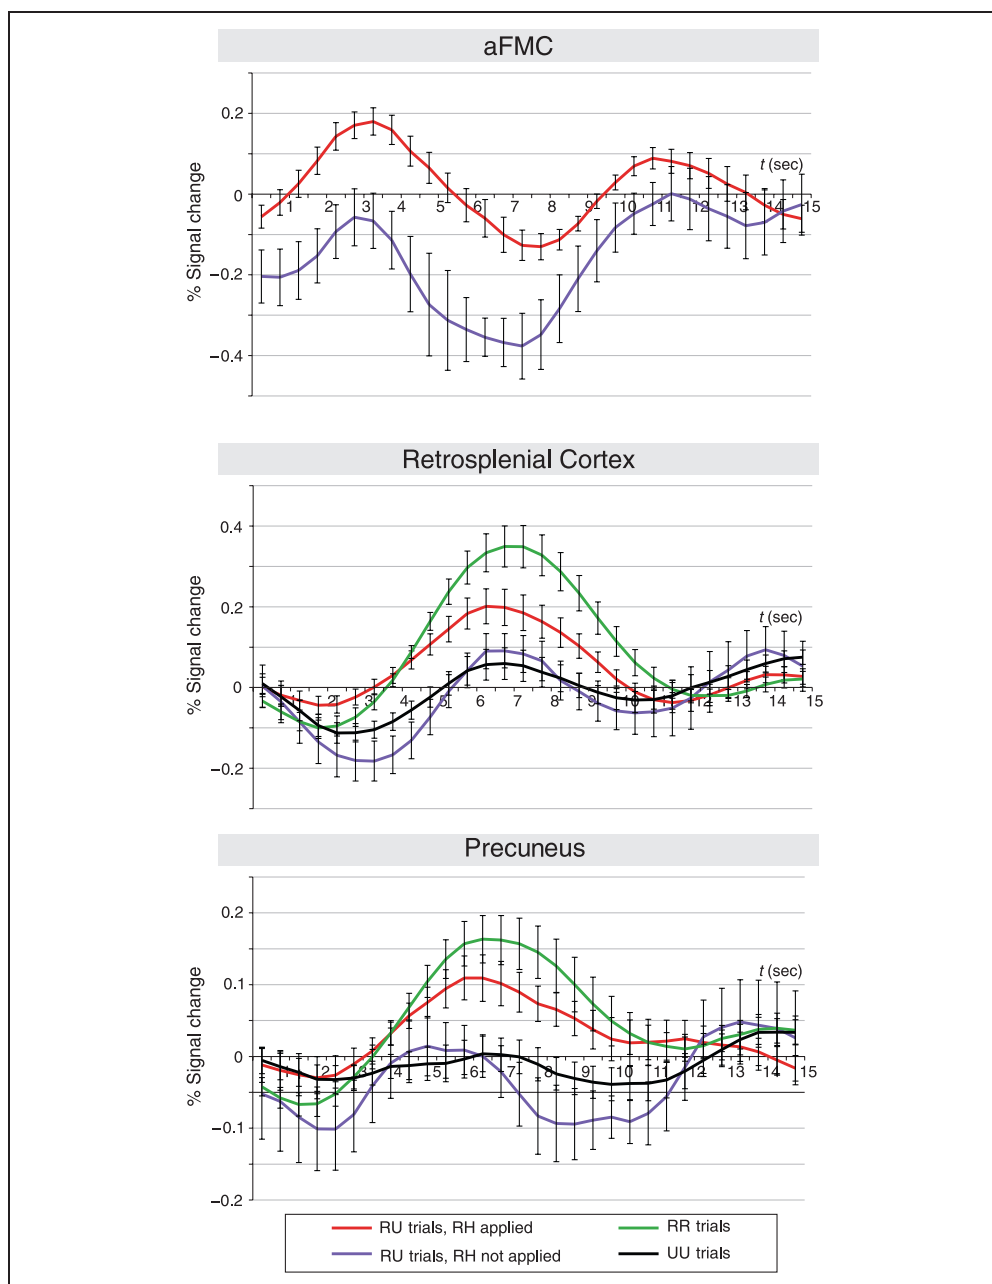 aFMC
0.2
t (sec)
0
1 2 3 4 5 6 7 8 9 10 11 12 13 14 15
−0.2
−0.4
% Signal change
Retrosplenial Cortex
0.4
0.2
t (sec)
0
1 2 3 4 5 6 7 8 9 10 11 12 13 14 15
−0.2
% Signal change
Precuneus
0.2
0.1
t (sec)
0
1 2 3 4 5 6 7 8 9 10 11 12 13 14 15
−0.1
−0.2
% Signal change
RU trials, RH applied
RR trials
RU trials, RH not applied
UU trials